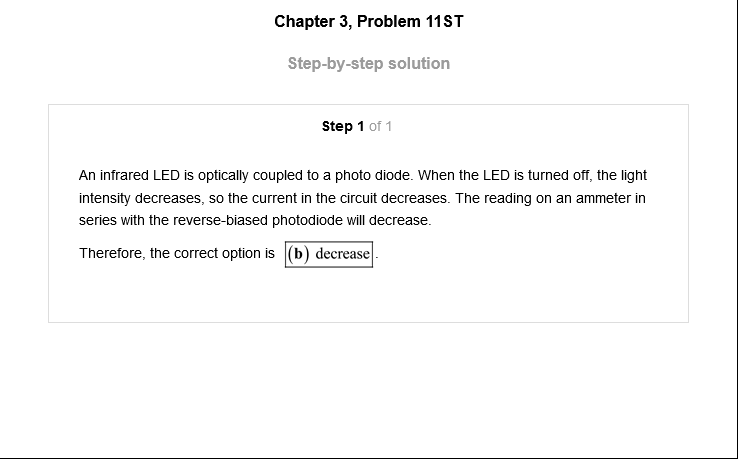 Chapter 3, Problem 11ST
Step-by-step solution
Step 1 of 1
An infrared LED is optically coupled to a photo diode. When the LED is turned off, the light
intensity decreases, so the current in the circuit decreases. The reading on an ammeter in
series with the reverse-biased photodiode will decrease.
Therefore, the correct option is (b) decrease.